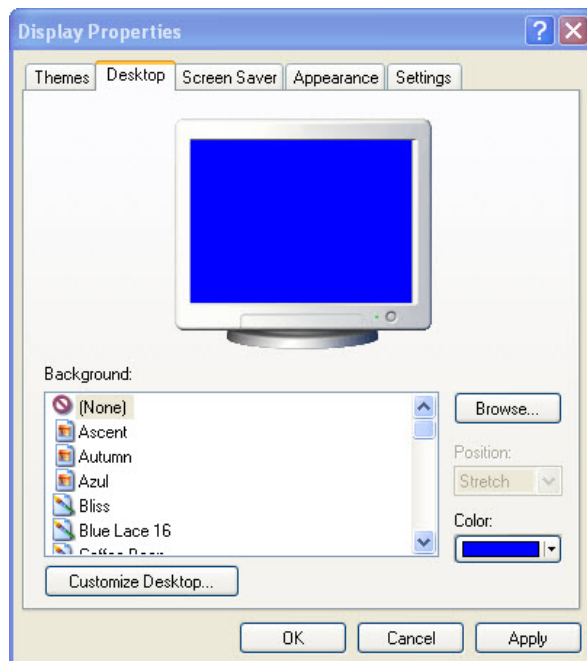 Display Properties
Themes Desktop Screen Saver Appearance Settings
Background:
(None)
Ascent
Autumn
Azul
Bliss
Blue Lace 16
Browse...
Position:
Stretch
Color:
Customize Desktop...
OK Cancel Apply